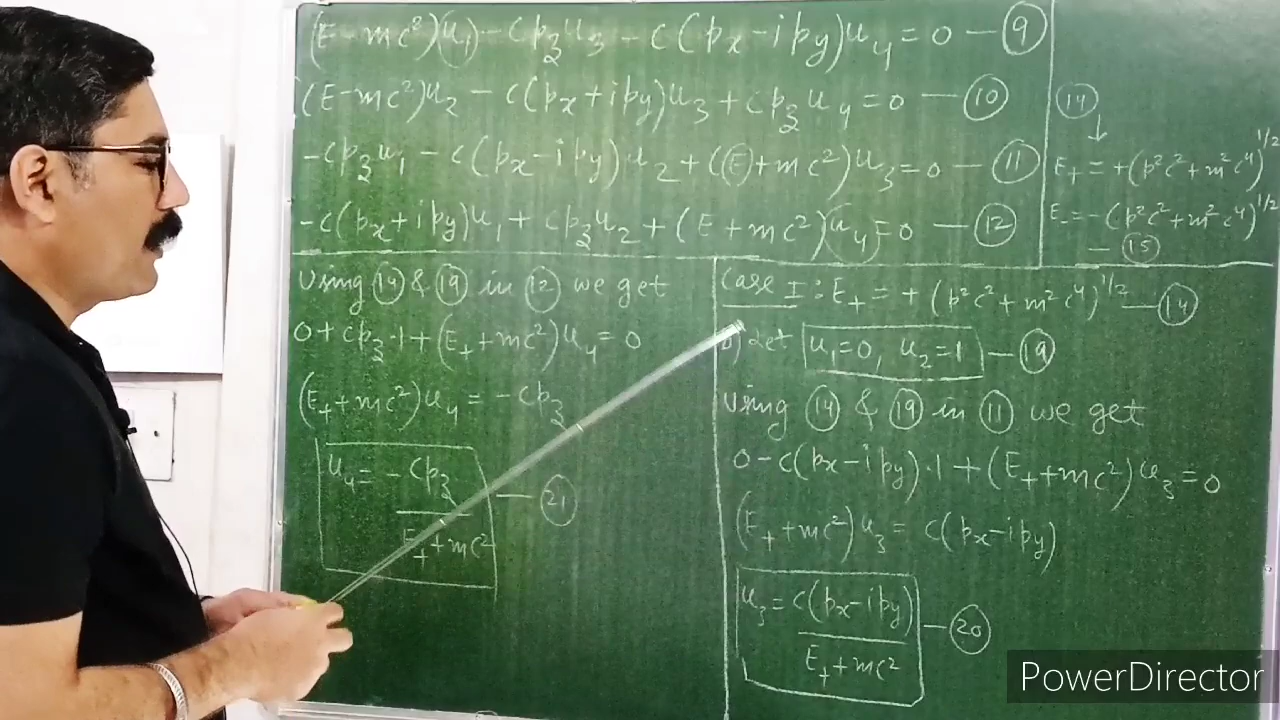 (E-mc²)u₁ - cp₃u₃ - c(px-ipy)u₄ = 0 — 9
(E-mc²)u₂ - c(px+ipy)u₃ + cp₃u₄ = 0 — 10
-cp₃u₁ - c(px-ipy)u₂ + (E+mc²)u₃ = 0 — 11
-c(px+ipy)u₁ + cp₃u₂ + (E+mc²)u₄ = 0 — 12
14
↓
E₊ = +(p²c²+m²c⁴)^1/2
E₋ = -(p²c²+m²c⁴)^1/2
— 15
Using 14 & 19 in 12 we get
0 + cp₃·1 + (E₊+mc²)u₄ = 0
(E₊+mc²)u₄ = -cp₃
u₄ = -cp₃ / E₊+mc² — 21
Case I : E₊ = + (p²c²+m²c⁴)^1/2 — 14
Let u₁=0, u₂=1 — 19
Using 14 & 19 in 11 we get
0 - c(px-ipy)·1 + (E₊+mc²)u₃ = 0
(E₊+mc²)u₃ = c(px-ipy)
u₃ = c(px-ipy) / E₊+mc² — 20
PowerDirector